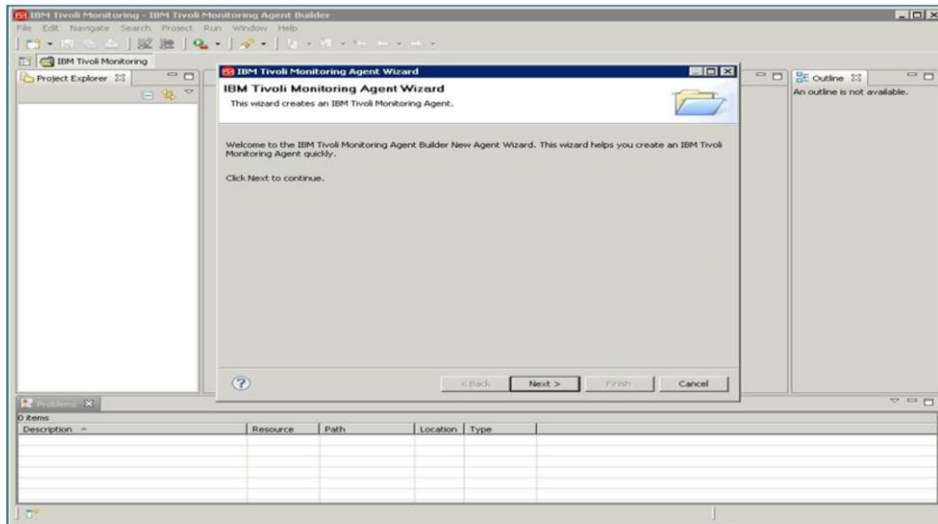 IBM Tivoli Monitoring - IBM Tivoli Monitoring Agent Builder
File Edit Navigate Search Project Run Window Help
IBM Tivoli Monitoring
Project Explorer
IBM Tivoli Monitoring Agent Wizard
IBM Tivoli Monitoring Agent Wizard
This wizard creates an IBM Tivoli Monitoring Agent.
Welcome to the IBM Tivoli Monitoring Agent Builder New Agent Wizard. This wizard helps you create an IBM Tivoli
Monitoring Agent quickly.
Click Next to continue.
< Back Next > Finish Cancel
Outline
An outline is not available.
Problems
0 items
Description Resource Path Location Type